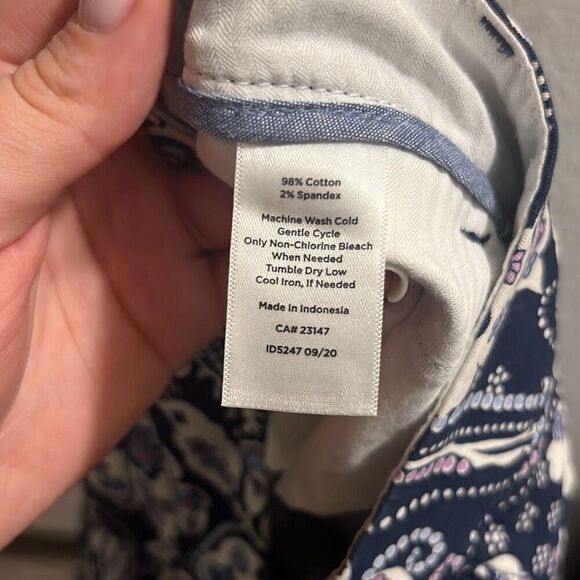 98% Cotton
2% Spandex
Machine Wash Cold
Gentle Cycle
Only Non-Chlorine Bleach
When Needed
Tumble Dry Low
Cool Iron, If Needed
Made In Indonesia
CA# 23147
ID5247 09/20